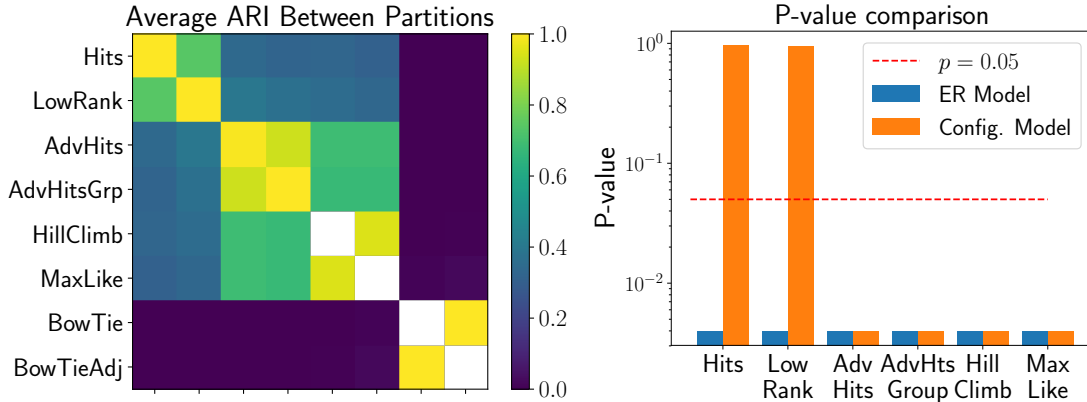 Average ARI Between Partitions
Hits
LowRank
AdvHits
AdvHitsGrp
HillClimb
MaxLike
BowTie
BowTieAdj
1.0
0.8
0.6
0.4
0.2
0.0
P-value comparison
P-value
10⁰
10⁻¹
10⁻²
p = 0.05
ER Model
Config. Model
Hits
Low
Rank
Adv
Hits
AdvHts
Group
Hill
Climb
Max
Like